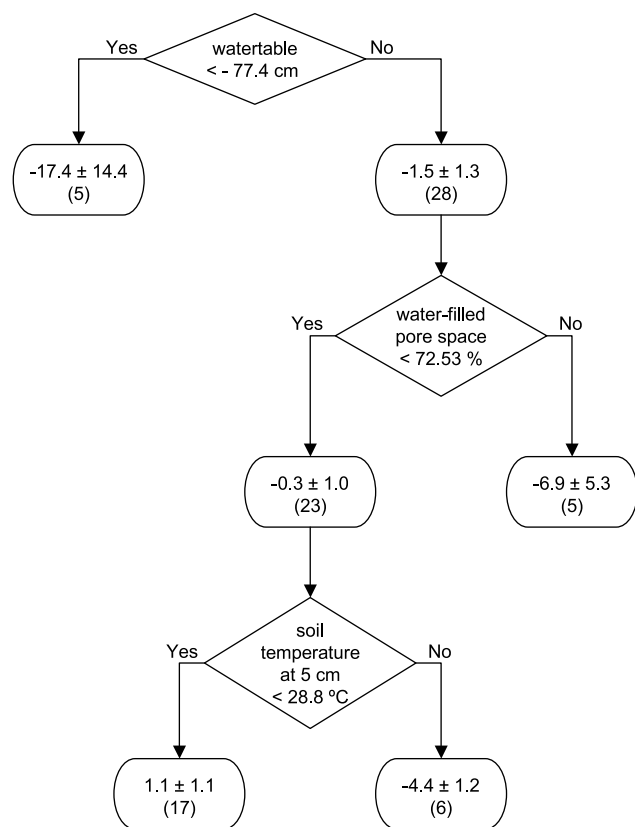 Yes
watertable
< - 77.4 cm
No
-17.4 ± 14.4
(5)
-1.5 ± 1.3
(28)
Yes
water-filled
pore space
< 72.53 %
No
-0.3 ± 1.0
(23)
-6.9 ± 5.3
(5)
Yes
soil
temperature
at 5 cm
< 28.8 ºC
No
1.1 ± 1.1
(17)
-4.4 ± 1.2
(6)